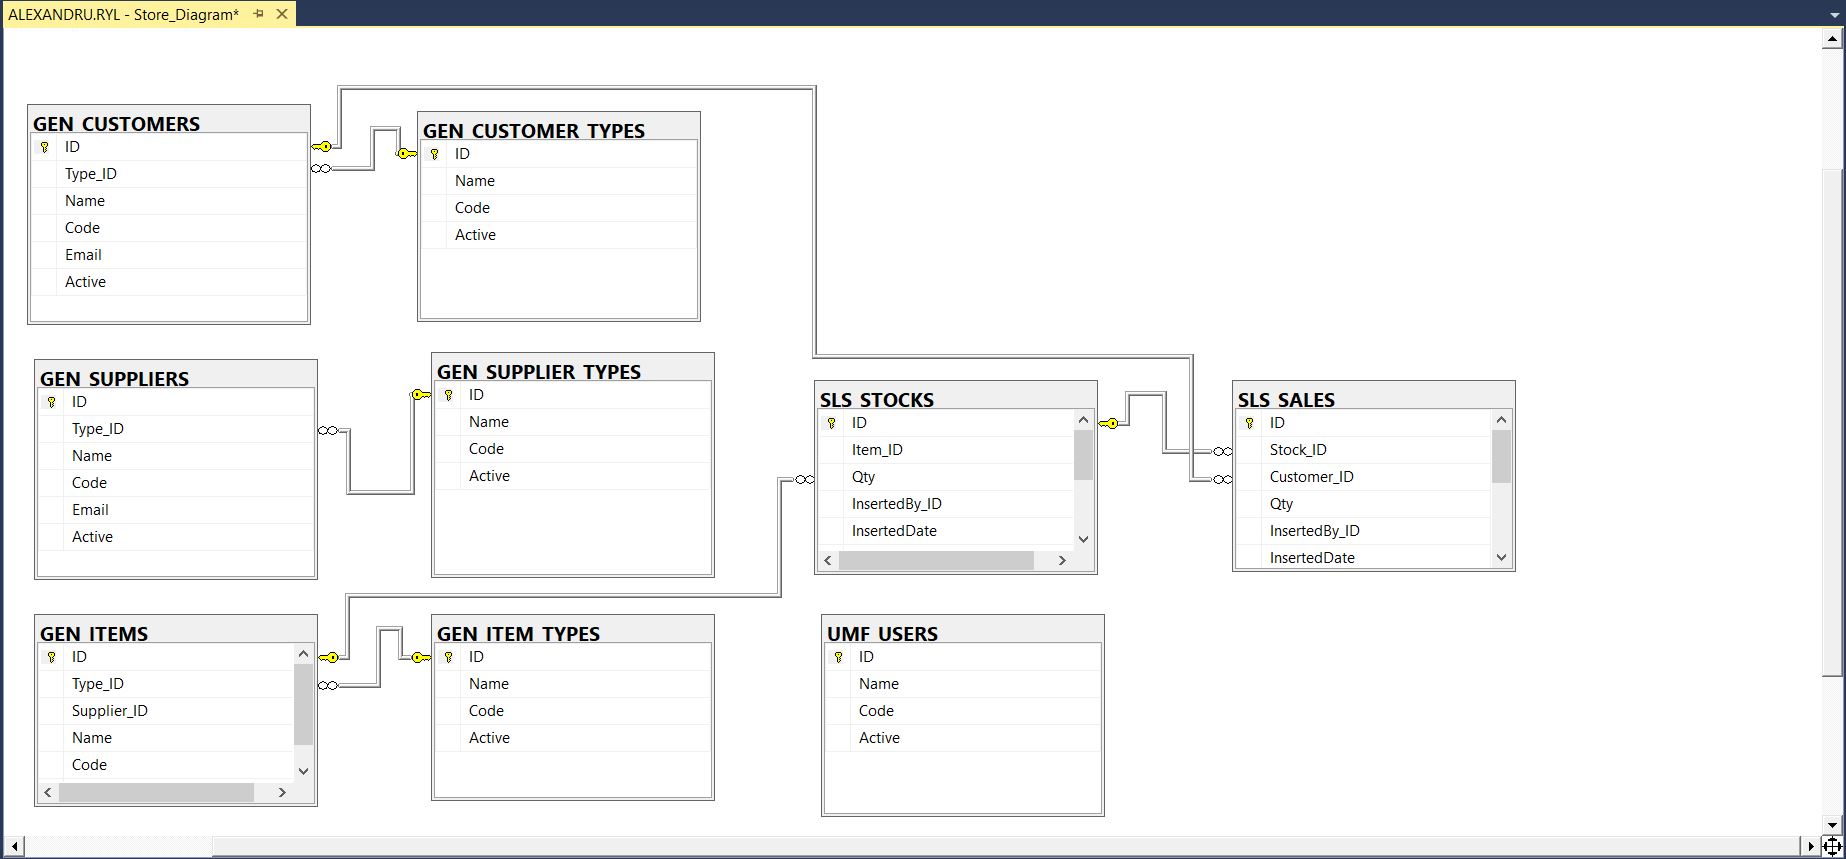 ALEXANDRU.RYL - Store_Diagram*
GEN_CUSTOMERS
ID
Type_ID
Name
Code
Email
Active
GEN_CUSTOMER_TYPES
ID
Name
Code
Active
GEN_SUPPLIERS
ID
Type_ID
Name
Code
Email
Active
GEN_SUPPLIER_TYPES
ID
Name
Code
Active
SLS_STOCKS
ID
Item_ID
Qty
InsertedBy_ID
InsertedDate
SLS_SALES
ID
Stock_ID
Customer_ID
Qty
InsertedBy_ID
InsertedDate
GEN_ITEMS
ID
Type_ID
Supplier_ID
Name
Code
GEN_ITEM_TYPES
ID
Name
Code
Active
UMF_USERS
ID
Name
Code
Active